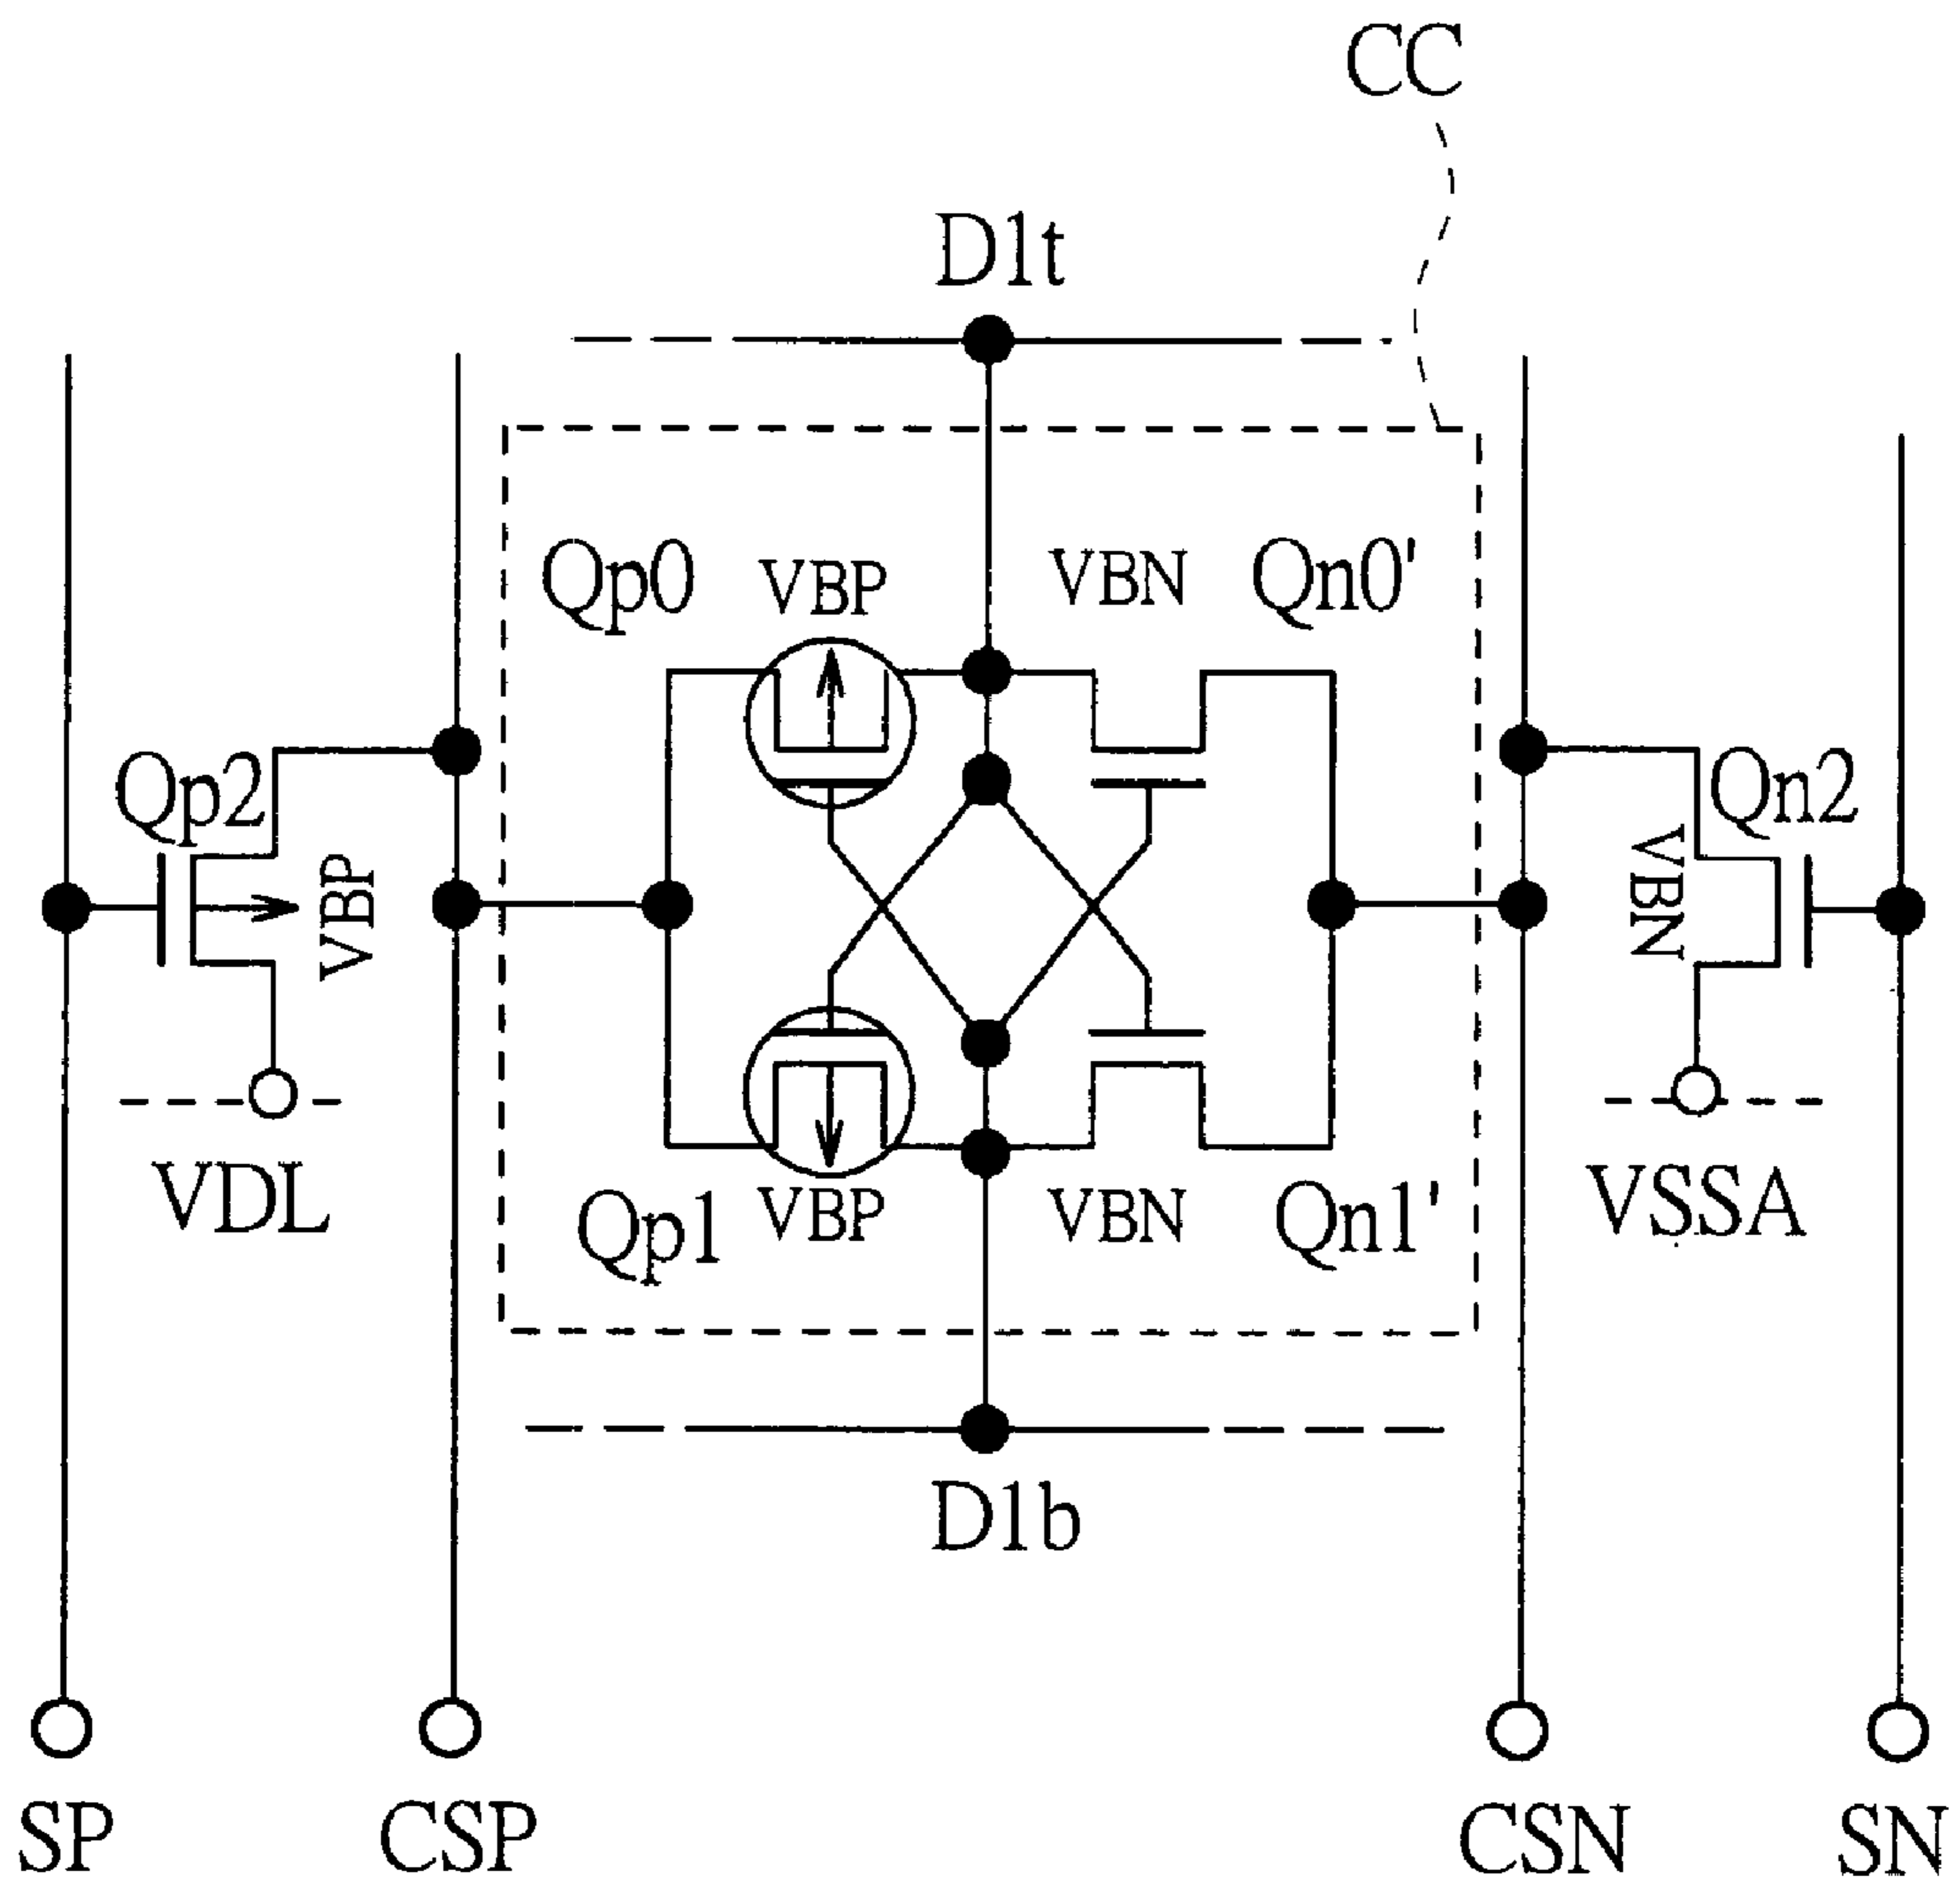 CC
D1t
Qp0 VBP VBN Qn0'
Qp2 VBP VBN Qn2
VDL VSSA
Qp1 VBP VBN Qn1'
D1b
SP CSP CSN SN